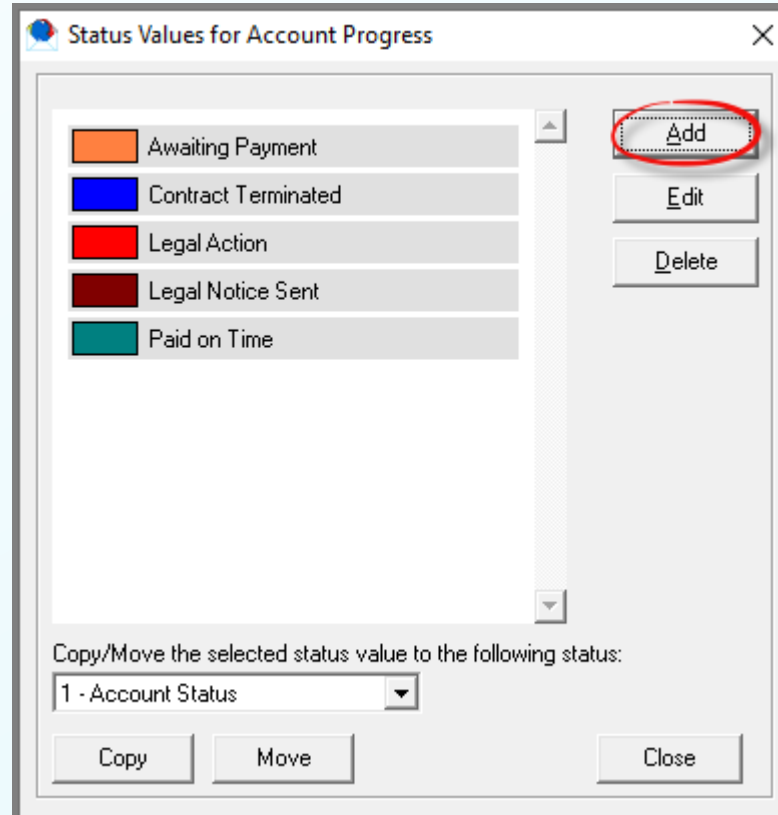 Status Values for Account Progress
Awaiting Payment
Contract Terminated
Legal Action
Legal Notice Sent
Paid on Time
Add
Edit
Delete
Copy/Move the selected status value to the following status:
1 - Account Status
Copy
Move
Close